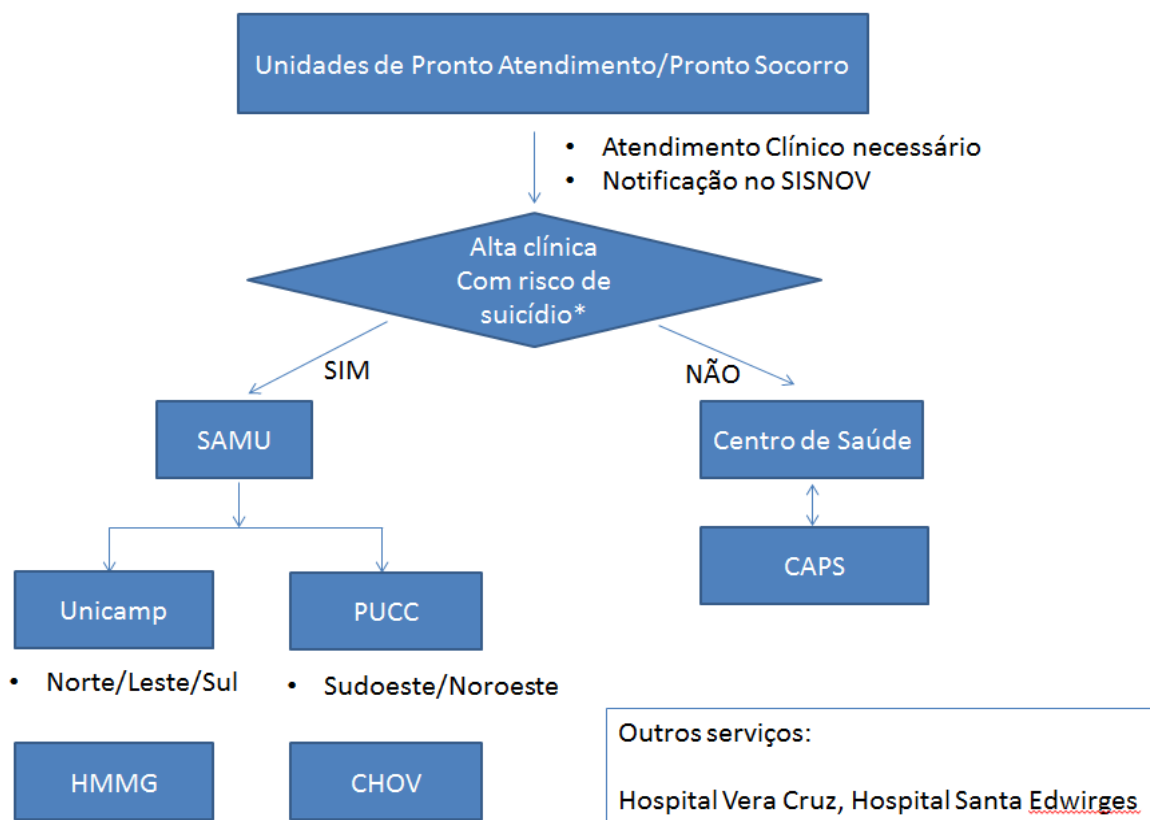 Unidades de Pronto Atendimento/Pronto Socorro
• Atendimento Clínico necessário
• Notificação no SISNOV
Alta clínica
Com risco de
suicídio*
SIM
NÃO
SAMU
Centro de Saúde
CAPS
Unicamp
PUCC
• Norte/Leste/Sul
• Sudoeste/Noroeste
HMMG
CHOV
Outros serviços:
Hospital Vera Cruz, Hospital Santa Edwirges